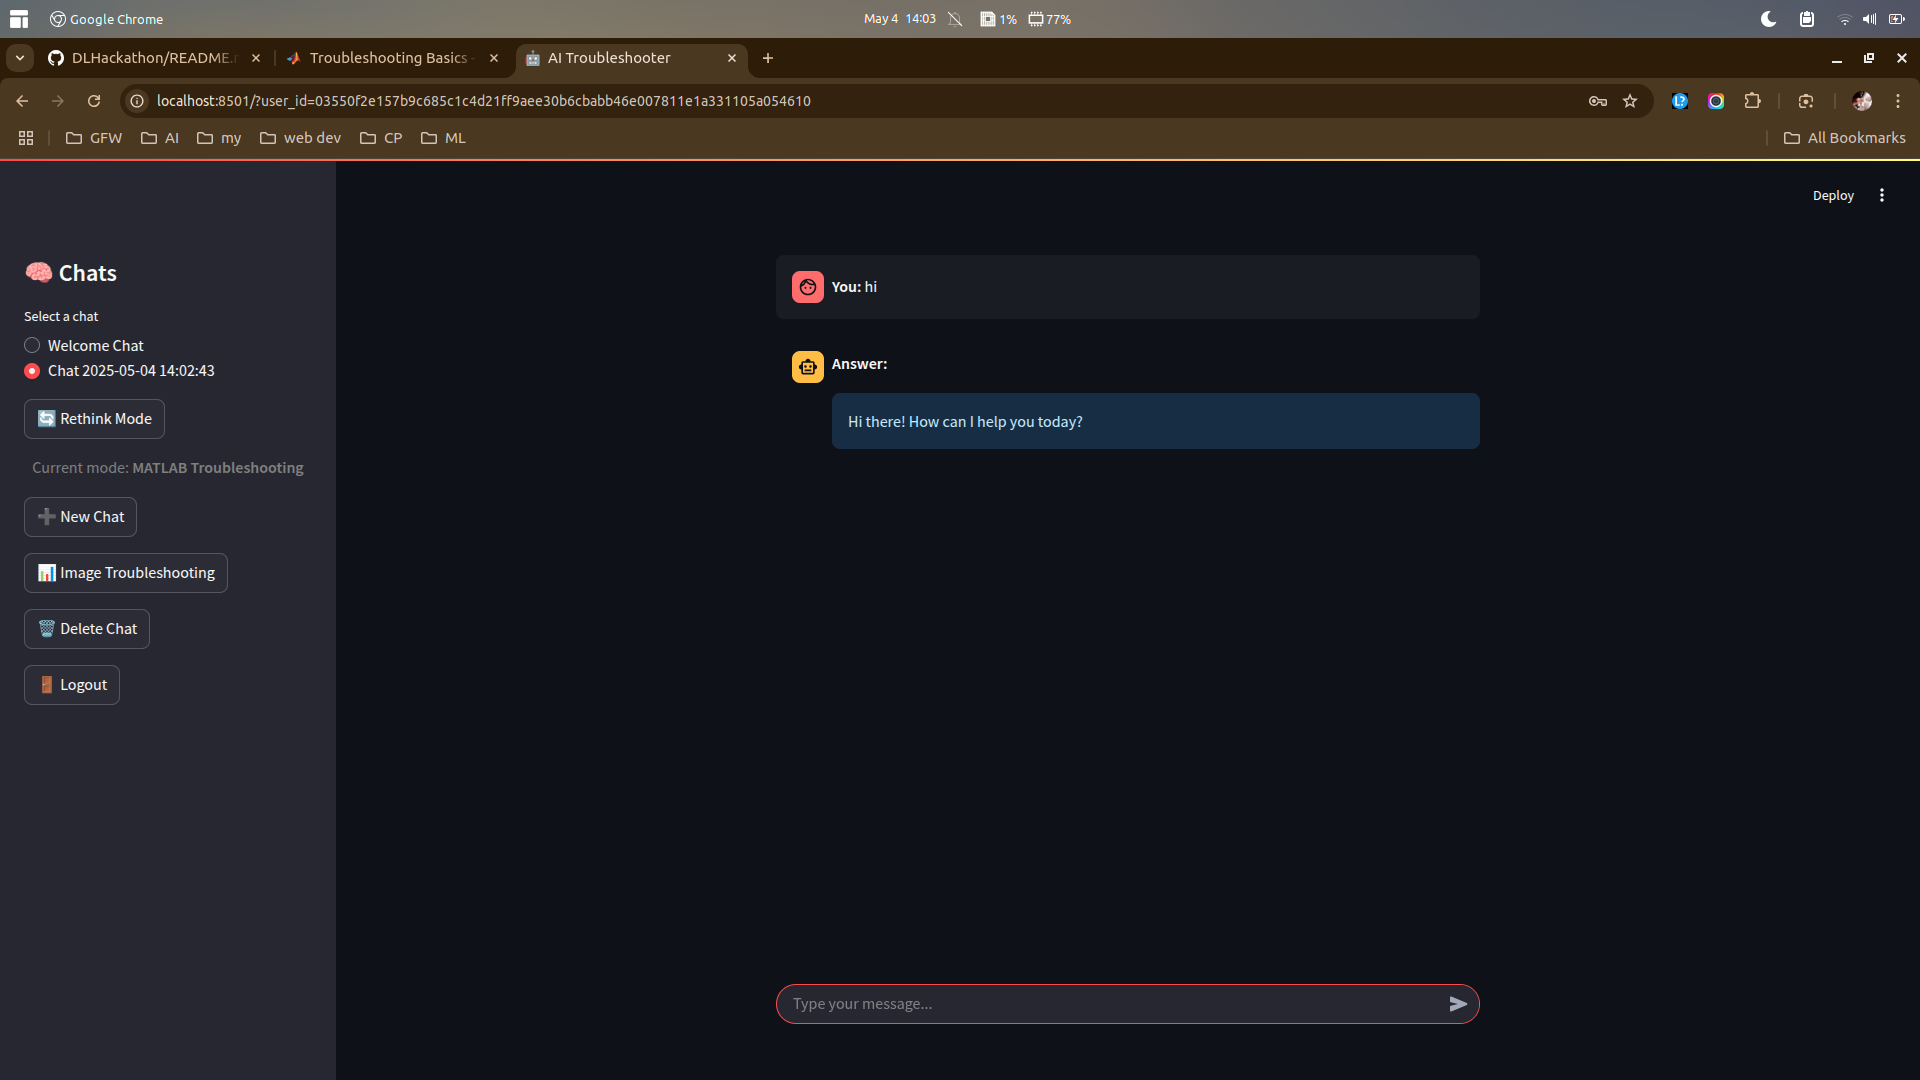 Google Chrome
May 4 14:03
1%
77%
DLHackathon/README.
Troubleshooting Basics
AI Troubleshooter
localhost:8501/?user_id=03550f2e157b9c685c1c4d21ff9aee30b6cbabb46e007811e1a331105a054610
GFW
AI
my
web dev
CP
ML
All Bookmarks
Deploy
Chats
Select a chat
Welcome Chat
Chat 2025-05-04 14:02:43
Rethink Mode
Current mode: MATLAB Troubleshooting
New Chat
Image Troubleshooting
Delete Chat
Logout
You: hi
Answer:
Hi there! How can I help you today?
Type your message...